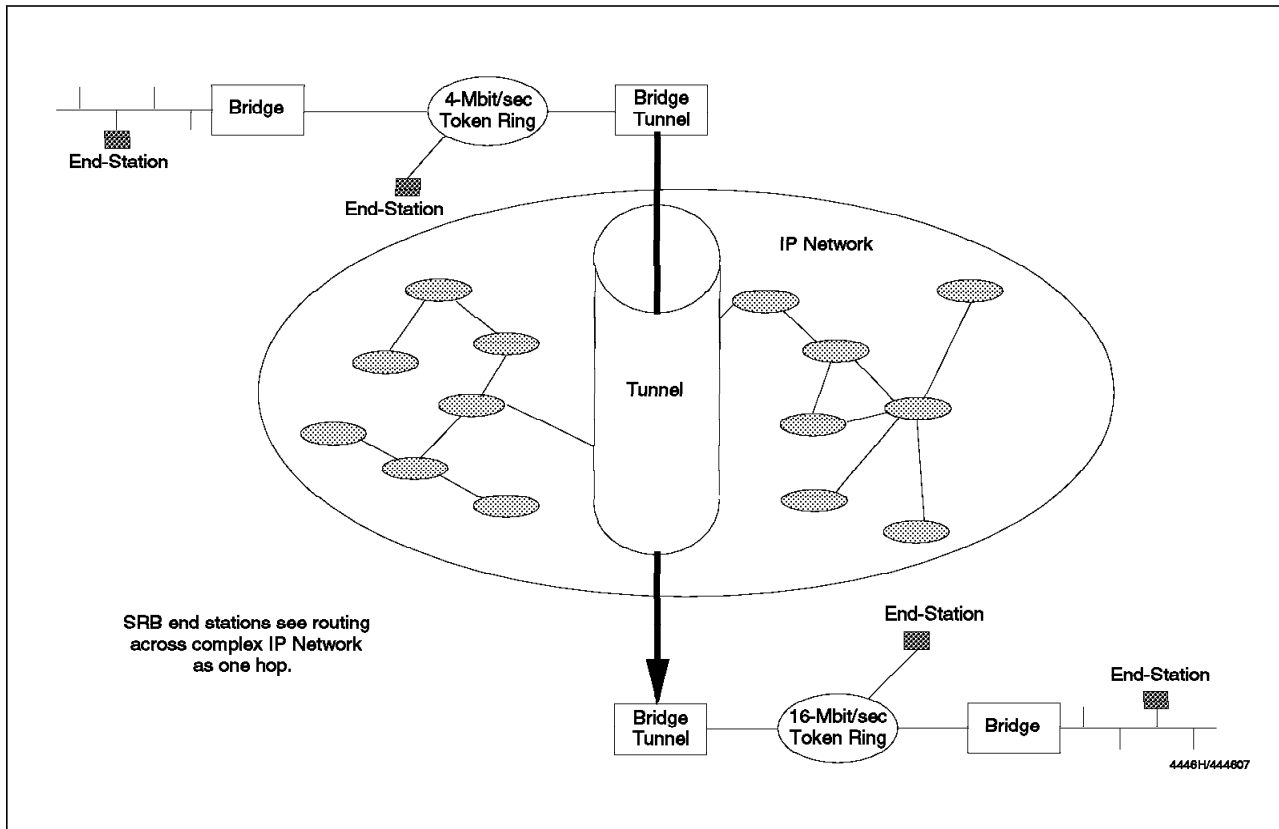 Bridge
4-Mbit/sec
Token Ring
Bridge
Tunnel
End-Station
End-Station
IP Network
Tunnel
SRB end stations see routing
across complex IP Network
as one hop.
End-Station
End-Station
Bridge
Tunnel
16-Mbit/sec
Token Ring
Bridge
4446H/444607